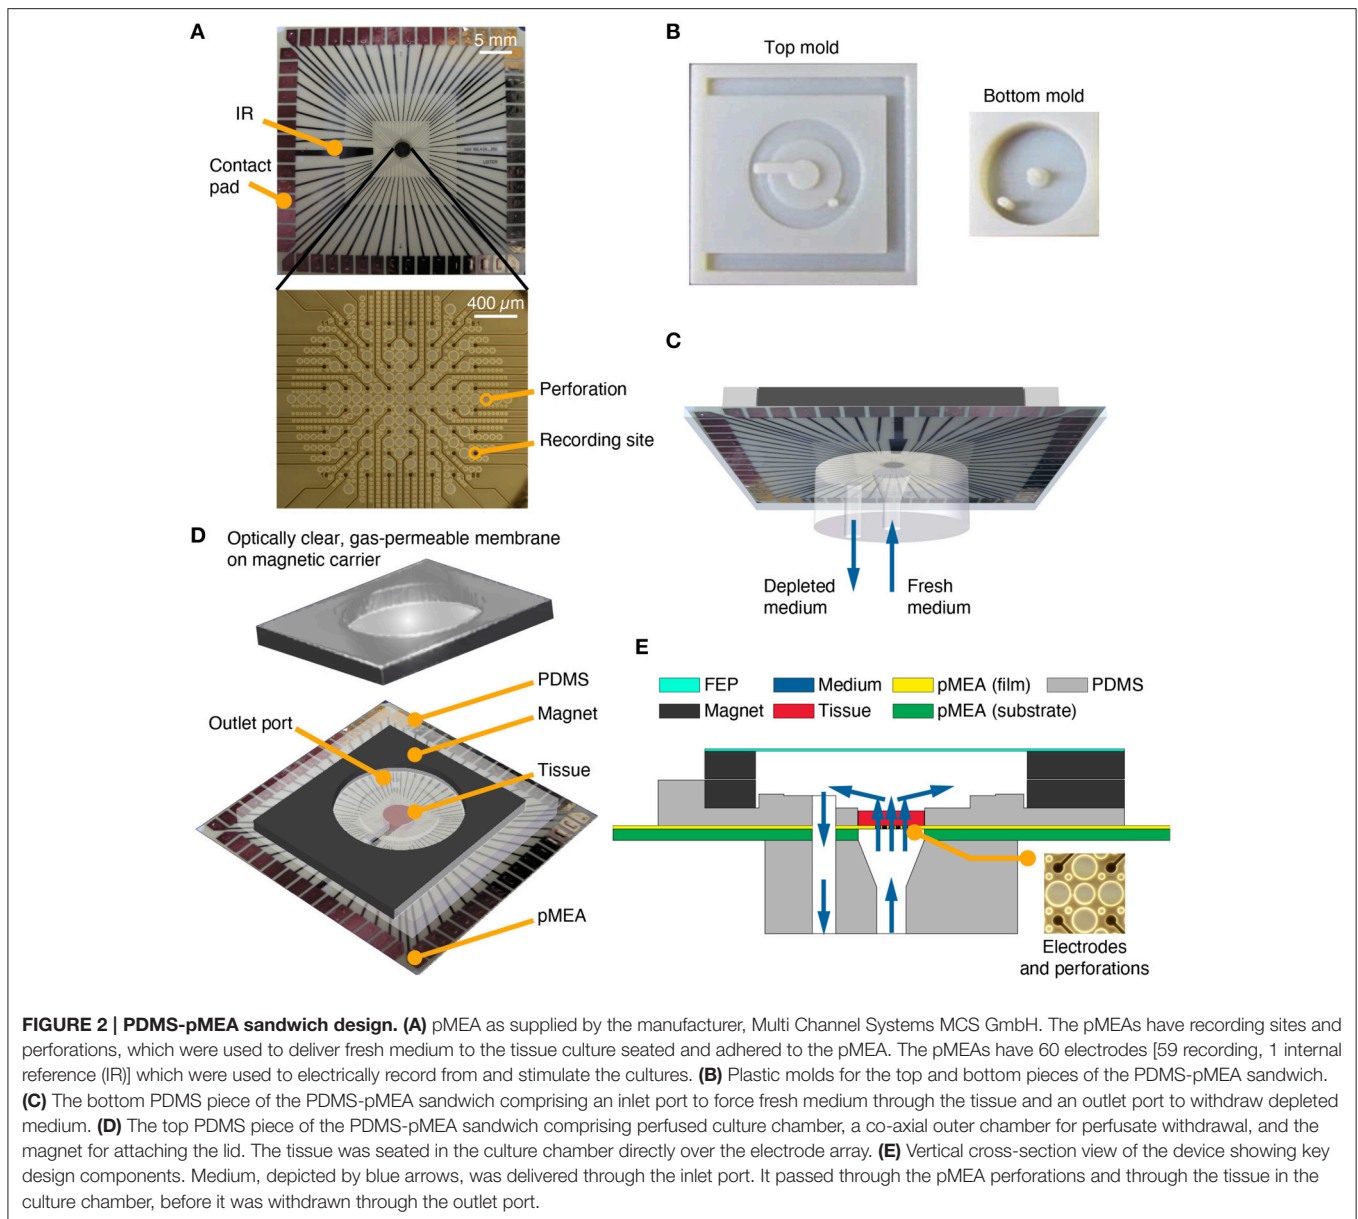 A
5 mm
IR
Contact
pad
400 µm
Perforation
Recording site
B
Top mold
Bottom mold
C
Depleted
medium
Fresh
medium
D
Optically clear, gas-permeable membrane
on magnetic carrier
PDMS
Magnet
Outlet port
Tissue
pMEA
E
FEP
Medium
pMEA (film)
PDMS
Magnet
Tissue
pMEA (substrate)
Electrodes
and perforations
FIGURE 2 | PDMS-pMEA sandwich design. (A) pMEA as supplied by the manufacturer, Multi Channel Systems MCS GmbH. The pMEAs have recording sites and
perforations, which were used to deliver fresh medium to the tissue culture seated and adhered to the pMEA. The pMEAs have 60 electrodes [59 recording, 1 internal
reference (IR)] which were used to electrically record from and stimulate the cultures. (B) Plastic molds for the top and bottom pieces of the PDMS-pMEA sandwich.
(C) The bottom PDMS piece of the PDMS-pMEA sandwich comprising an inlet port to force fresh medium through the tissue and an outlet port to withdraw depleted
medium. (D) The top PDMS piece of the PDMS-pMEA sandwich comprising perfused culture chamber, a co-axial outer chamber for perfusate withdrawal, and the
magnet for attaching the lid. The tissue was seated in the culture chamber directly over the electrode array. (E) Vertical cross-section view of the device showing key
design components. Medium, depicted by blue arrows, was delivered through the inlet port. It passed through the pMEA perforations and through the tissue in the
culture chamber, before it was withdrawn through the outlet port.